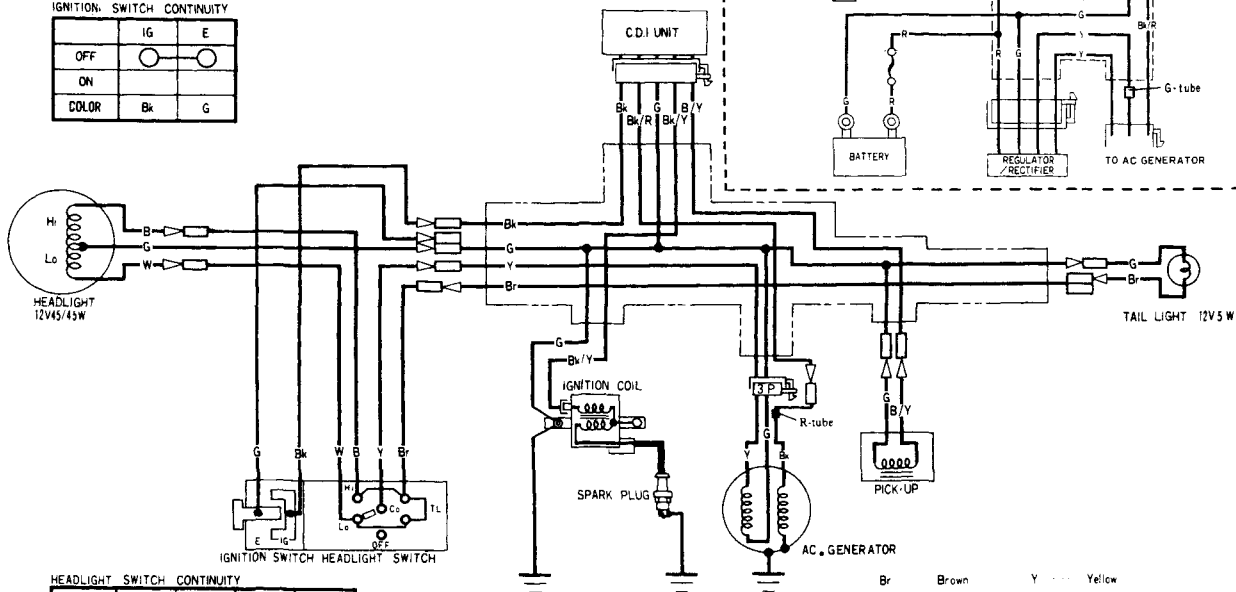 IGNITION SWITCH CONTINUITY
IG E
OFF
ON
COLOR Bk G
C.D.I UNIT
Bk Bk/R G Bk/Y B/Y
G
R
R G Y Y Bk/R
G R
G-tube
BATTERY
REGULATOR
/RECTIFIER
TO AC GENERATOR
Hi
Lo
B
G
W
HEADLIGHT
12V45/45W
Bk
G
Y
Br
G
Br
TAIL LIGHT 12V5W
G
Bk/Y
IGNITION COIL
SPARK PLUG
3P
R-tube
Y G Bk
AC. GENERATOR
G
B/Y
PICK-UP
G Bk W B Y Br
Hi
Co
Lo
TL
OFF
E IG
IGNITION SWITCH HEADLIGHT SWITCH
HEADLIGHT SWITCH CONTINUITY
Br Brown Y Yellow